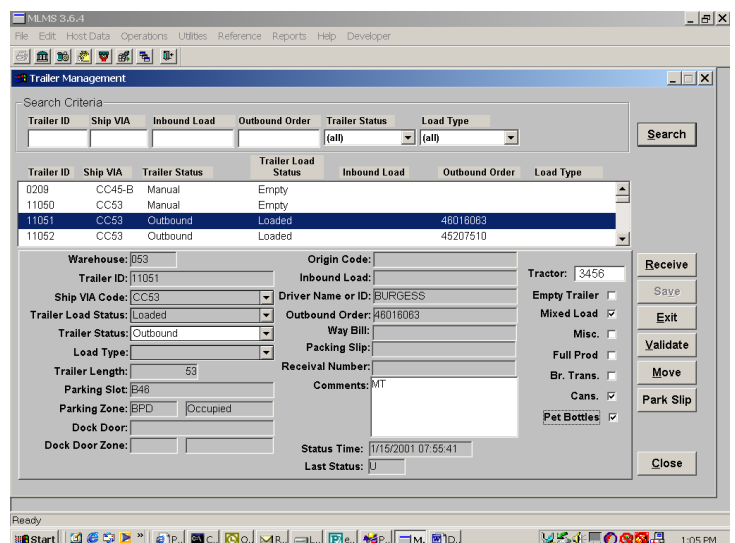 MLMS 3.6.4
File Edit Host Data Operations Utilities Reference Reports Help Developer
Trailer Management
Search Criteria
Trailer ID Ship VIA Inbound Load Outbound Order Trailer Status Load Type
(all) (all) Search
Trailer ID Ship VIA Trailer Status Trailer Load Status Inbound Load Outbound Order Load Type
0209 CC45-B Manual Empty
11050 CC53 Manual Empty
11051 CC53 Outbound Loaded 46016063
11052 CC53 Outbound Loaded 45207510
Warehouse: 053 Origin Code: Receive
Trailer ID: 11051 Inbound Load: Tractor: 3456
Ship VIA Code: CC53 Driver Name or ID: BURGESS Empty Trailer Save
Trailer Load Status: Loaded Outbound Order: 46016063 Mixed Load Exit
Trailer Status: Outbound Way Bill: Misc.
Load Type: Packing Slip: Full Prod Validate
Trailer Length: 53 Receival Number: Br. Trans. Move
Parking Slot: B46 Comments: MT Cans. Park Slip
Parking Zone: BPD Occupied Pet Bottles
Dock Door:
Dock Door Zone: Status Time: 1/15/2001 07:55:41
Last Status: U Close
Ready
Start P.. C.. O.. R.. L.. e.. P.. M. D.. 1:05 PM